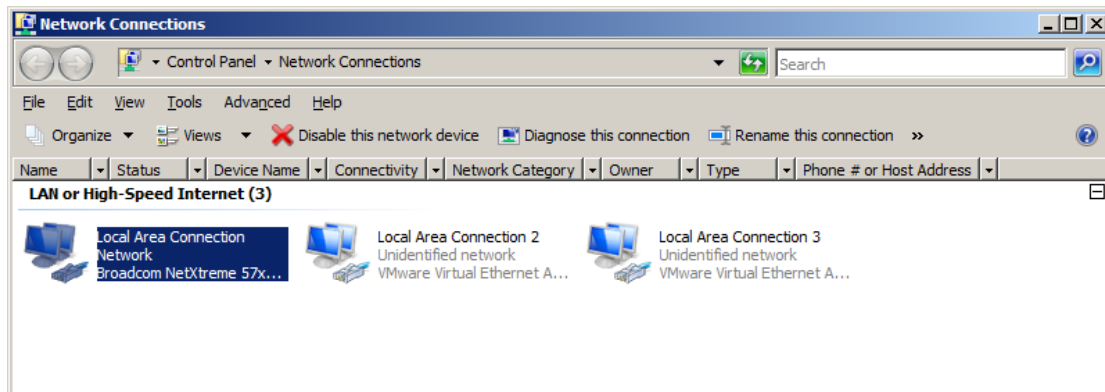 Network Connections
Control Panel Network Connections
Search
File Edit View Tools Advanced Help
Organize Views Disable this network device Diagnose this connection Rename this connection »
Name Status Device Name Connectivity Network Category Owner Type Phone # or Host Address
LAN or High-Speed Internet (3)
Local Area Connection
Network
Broadcom NetXtreme 57x...
Local Area Connection 2
Unidentified network
VMware Virtual Ethernet A...
Local Area Connection 3
Unidentified network
VMware Virtual Ethernet A...